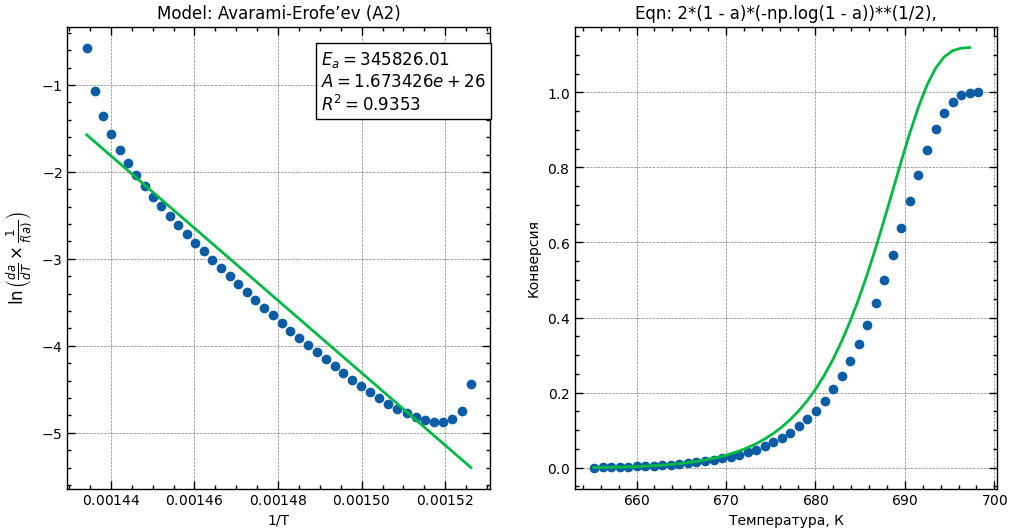 Model: Avarami-Erofe’ev (A2)
E_a = 345826.01
A = 1.673426e + 26
R^2 = 0.9353
−1
−2
−3
−4
−5
ln (da/dT × 1/f(a))
0.00144 0.00146 0.00148 0.00150 0.00152
1/T
Eqn: 2*(1 - a)*(-np.log(1 - a))**(1/2),
1.0
0.8
0.6
0.4
0.2
0.0
Конверсия
660 670 680 690 700
Температура, К